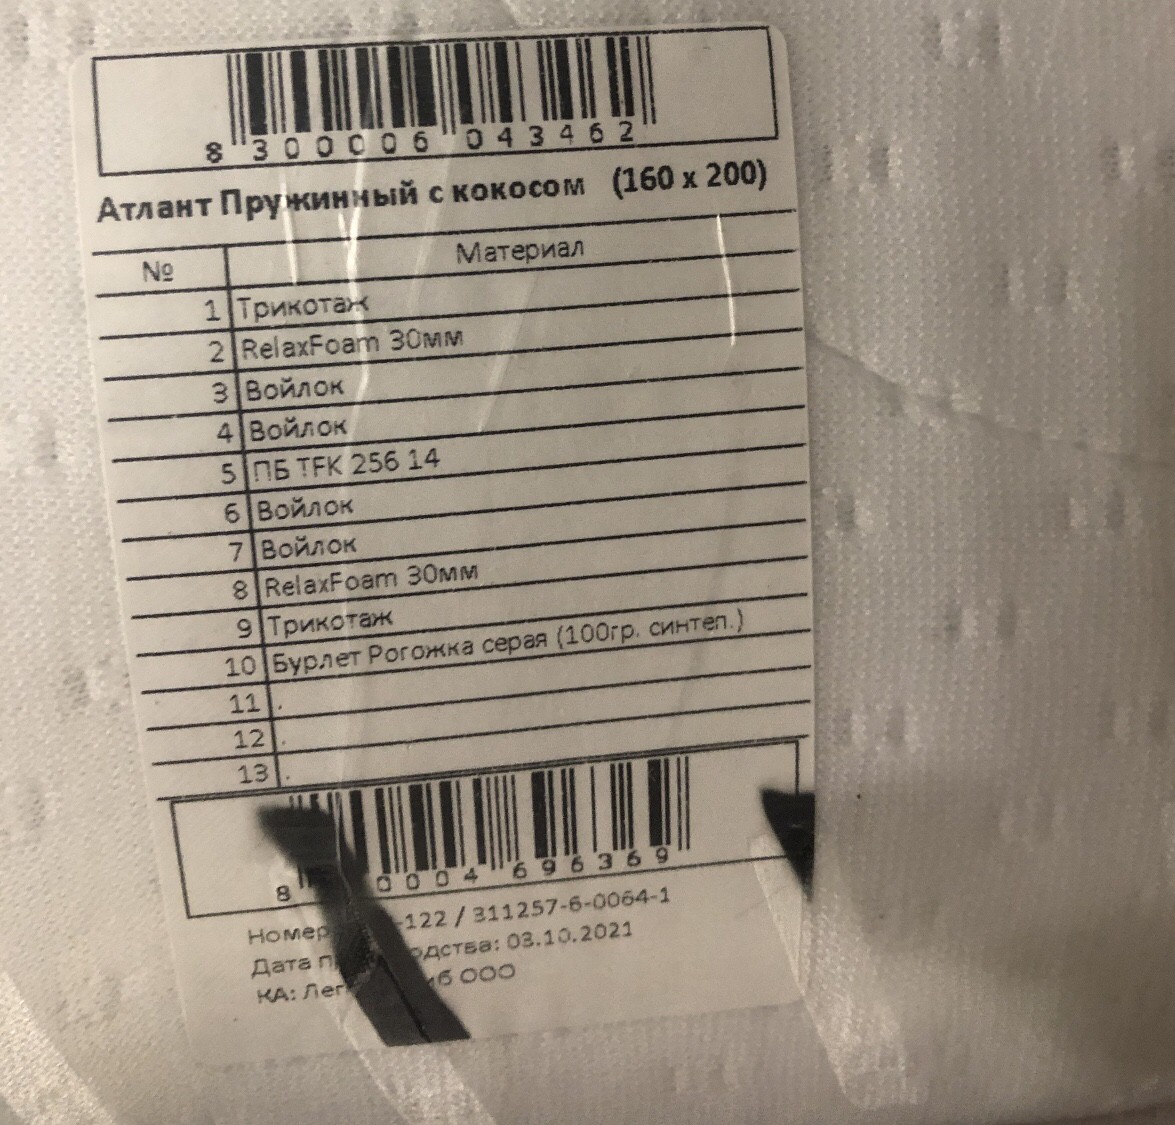 8 300006 043462
Атлант Пружинный с кокосом (160 x 200)
№ Материал
1 Трикотаж
2 RelaxFoam 30мм
3 Войлок
4 Войлок
5 ПБ TFK 256 14
6 Войлок
7 Войлок
8 RelaxFoam 30мм
9 Трикотаж
10 Бурлет Рогожка серая (100гр. синтеп.)
11 .
12 .
13 .
8 0004 696369
Номер -122 / 311257-6-0064-1
Дата 03.10.2021
КА: ООО